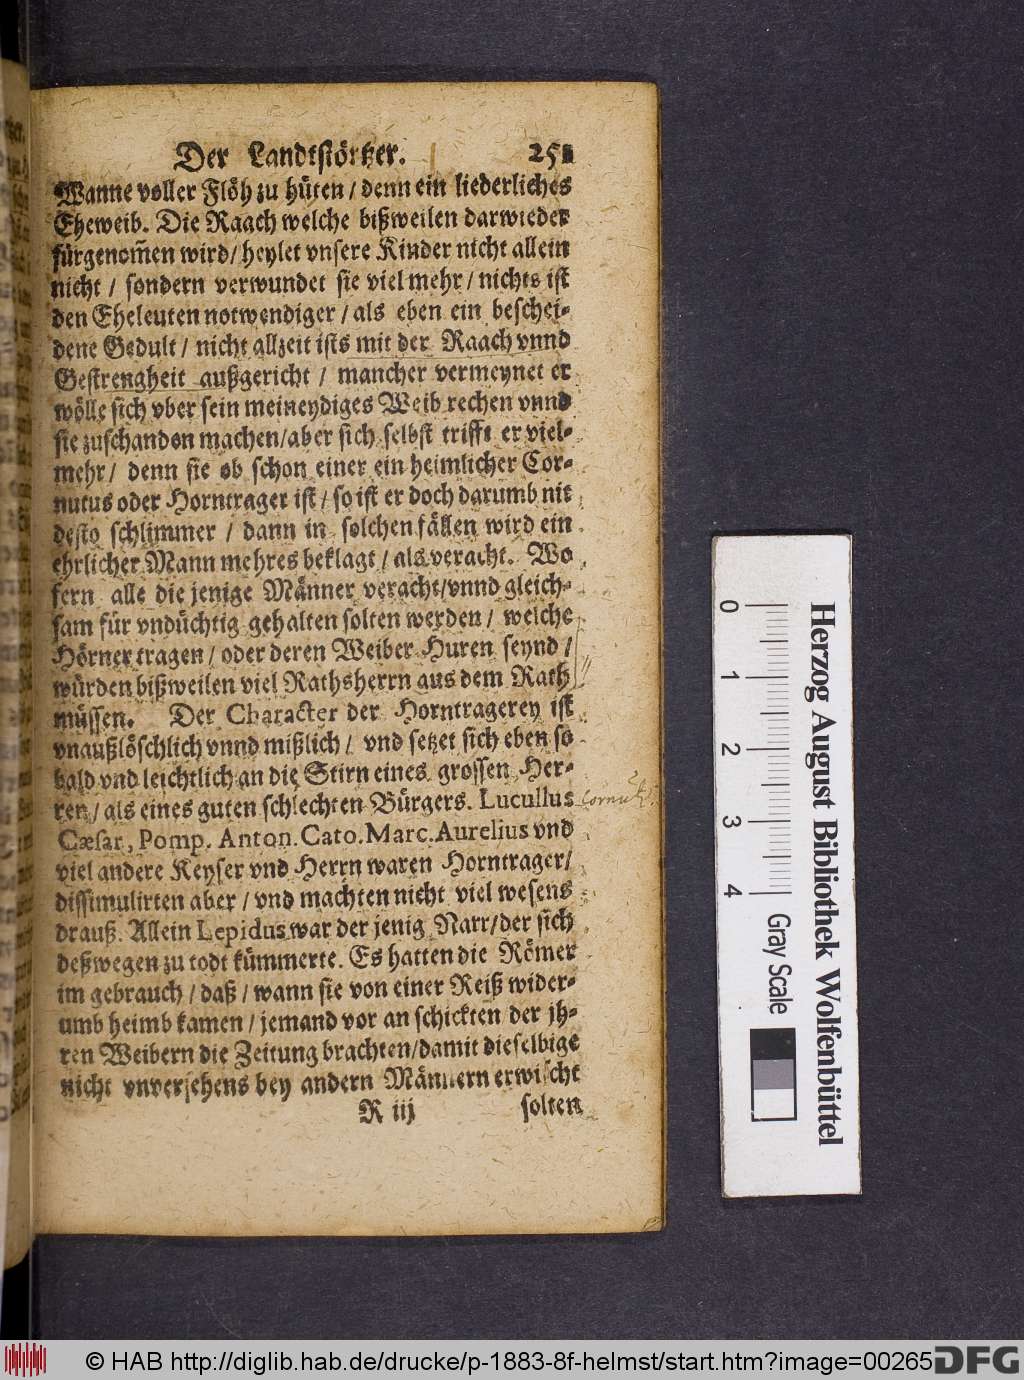 Der Landtstörtzer. 251
Wanne voller Flöh zu hüten / denn ein liederliches
Eheweib. Die Raach welche bißweilen darwieder
fürgenom̃en wird / heylet vnsere Kinder nicht allein
nicht / sondern verwundet sie viel mehr / nichts ist
den Eheleuten notwendiger / als eben ein beschei-
dene Gedult / nicht allzeit ists mit der Raach vnnd
Gestrengheit außgericht / mancher vermeynet er
wölle sich vber sein meineydiges Weib rechen vnnd
sie zuschanden machen / aber sich selbst trifft er viel-
mehr / denn sie ob schon einer ein heimlicher Cor-
nutus oder Horntrager ist / so ist er doch darumb nit
desto schlimmer / dann in solchen fällen wird ein
ehrlicher Mann mehres beklagt / als veracht. Wo
fern alle die jenige Männer veracht / vnnd gleich-
sam für vndüchtig gehalten solten werden / welche
Hörner tragen / oder deren Weiber Huren seynd /
würden bißweilen viel Rathsherrn aus dem Rath
müssen. Der Character der Horntragerey ist
vnaußlöschlich vnnd mißlich / vnd setzet sich eben so
bald vnd leichtlich an die Stirn eines grossen Her-
ren / als eines guten schlechten Bürgers. Lucullus
Cæsar, Pomp. Anton. Cato. Marc. Aurelius vnd
viel andere Keyser vnd Herrn waren Horntrager /
dissimulirten aber / vnd machten nicht viel wesens
drauß. Allein Lepidus war der jenig Narr / der sich
deßwegen zu todt kümmerte. Es hatten die Römer
im gebrauch / daß / wann sie von einer Reiß wider-
umb heimb kamen / jemand vor an schickten der jh-
ren Weibern die Zeitung brachten / damit dieselbige
nicht vnversehens bey andern Männern erwischt
R iij solten
Herzog August Bibliothek Wolfenbüttel
0 1 2 3 4 Gray Scale
© HAB http://diglib.hab.de/drucke/p-1883-8f-helmst/start.htm?image=00265 DFG